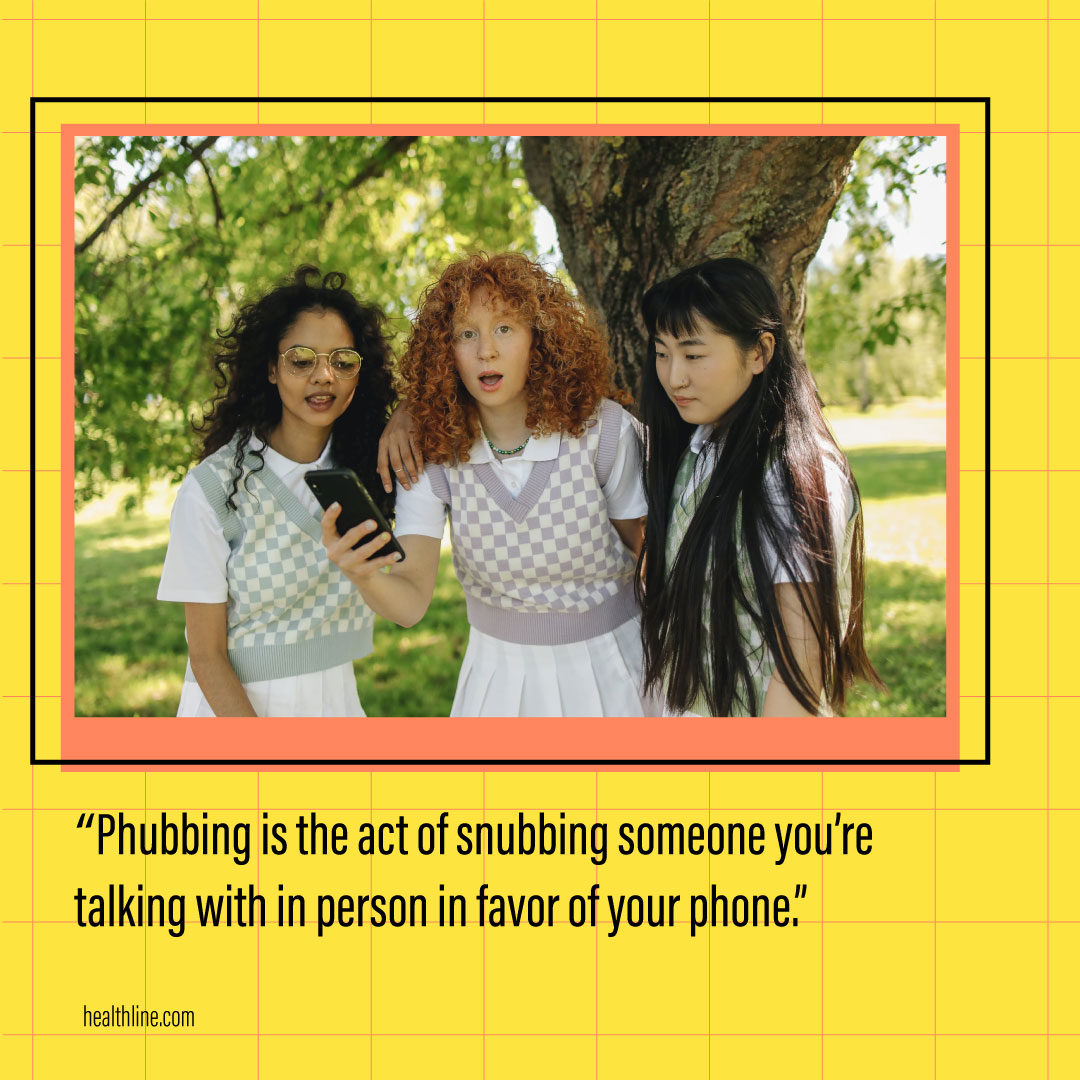 “Phubbing is the act of snubbing someone you’re
talking with in person in favor of your phone.”
healthline.com